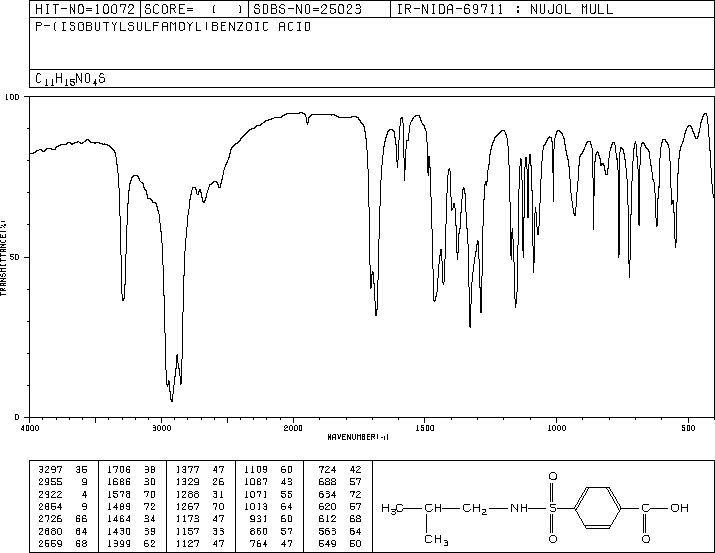 HIT-NO=10072 SCORE= ( ) SDBS-NO=25023 IR-NIDA-69711 : NUJOL MULL
P-(ISOBUTYLSULFAMOYL)BENZOIC ACID
C11H15NO4S
100
TRANSMITTANCE(%)
50
0
4000 3000 2000 1500 1000 500
WAVENUMBER(-1)
3297 35 1706 38 1377 47 1109 60 724 42
2955 9 1686 30 1329 26 1087 43 688 57
2922 4 1578 70 1288 31 1071 55 634 72
2854 9 1489 72 1267 70 1013 64 620 57
2726 66 1464 34 1173 47 931 60 612 68
2680 64 1430 39 1157 33 860 57 563 64
2559 68 1399 62 1127 47 764 47 549 50
O
H3C CH CH2 NH S C OH
CH3 O O